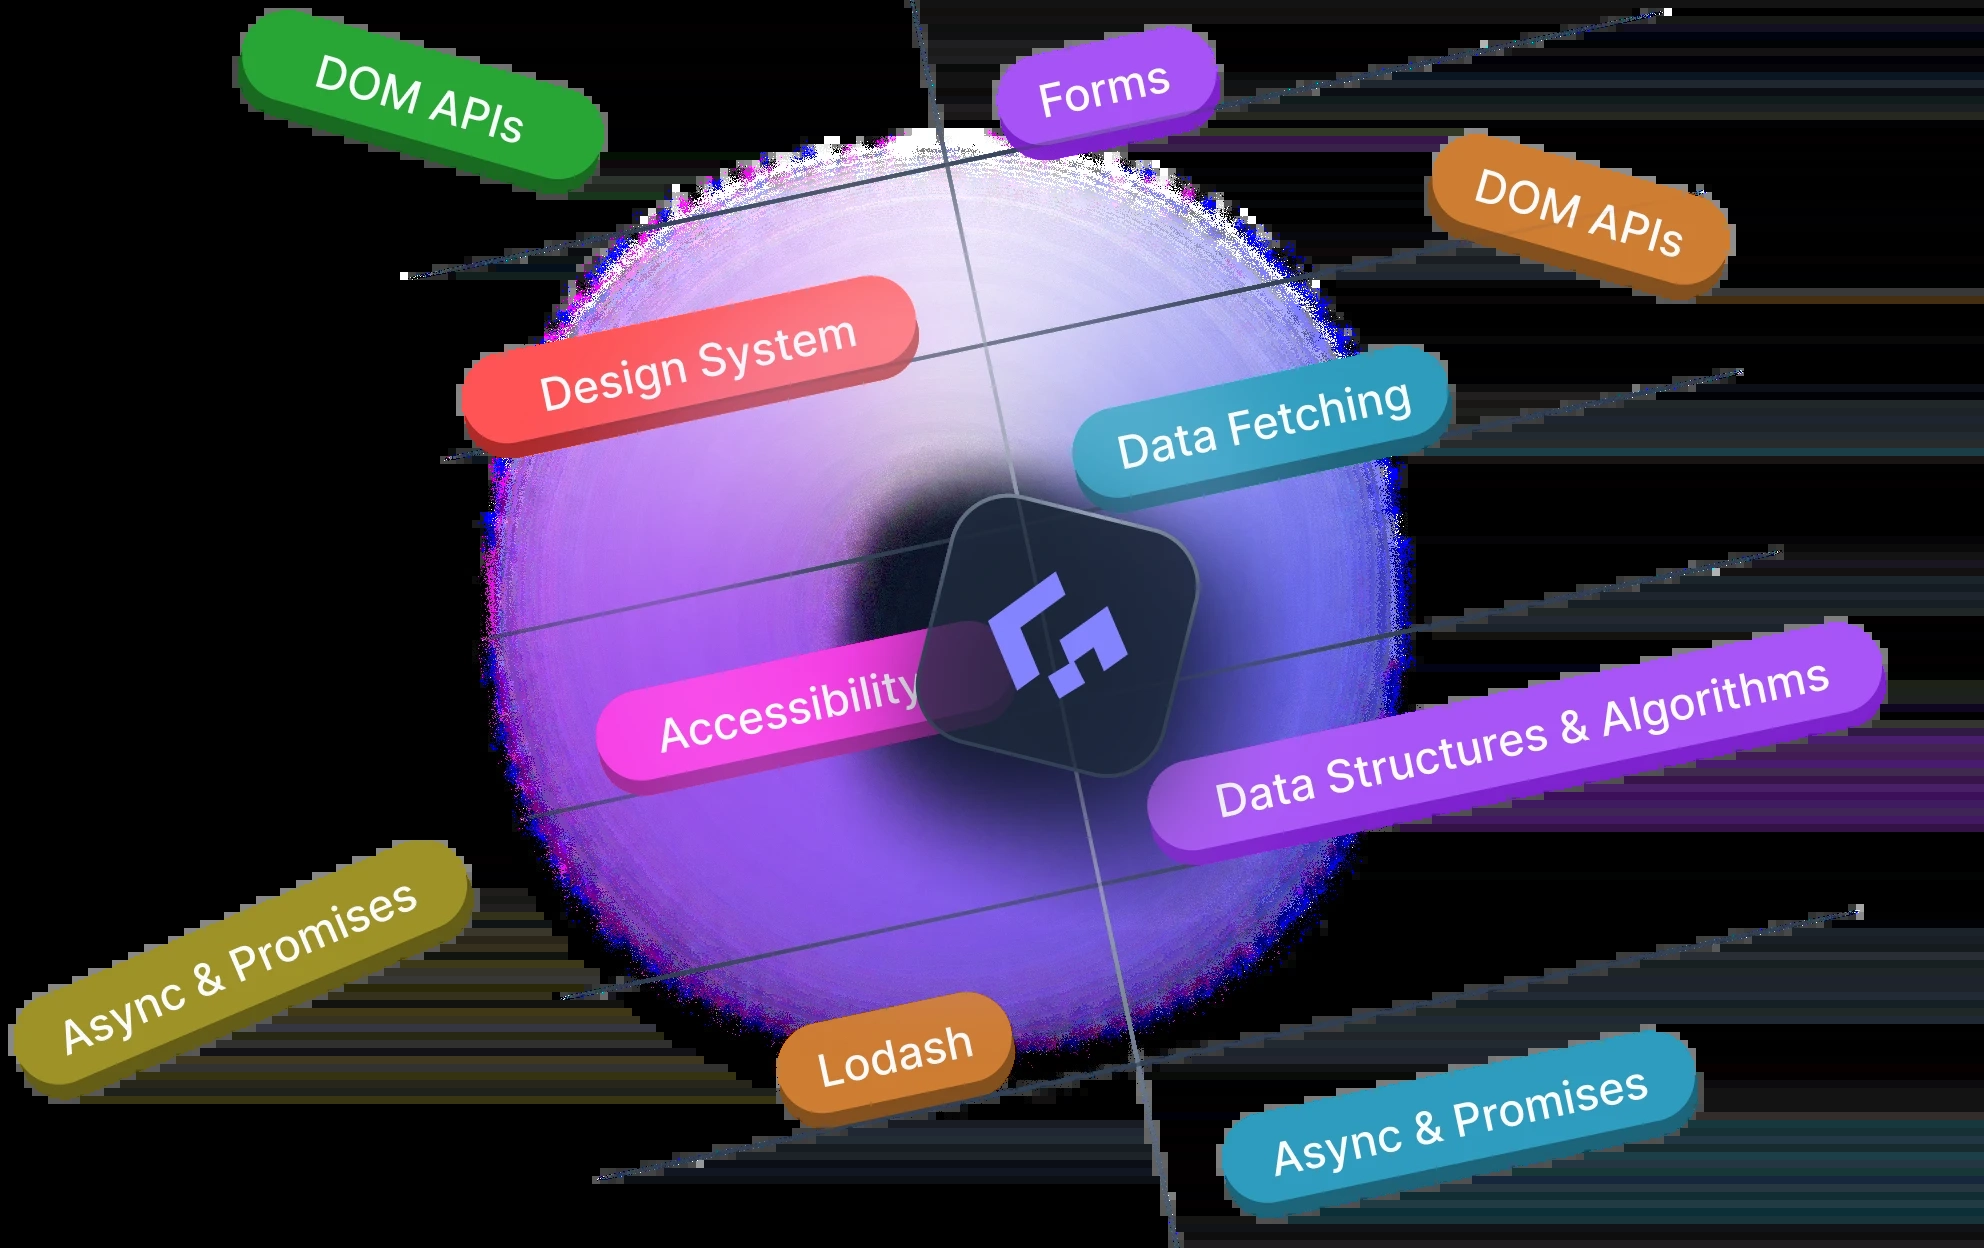 DOM APIs
Forms
DOM APIs
Design System
Data Fetching
Accessibility
Data Structures & Algorithms
Async & Promises
Lodash
Async & Promises